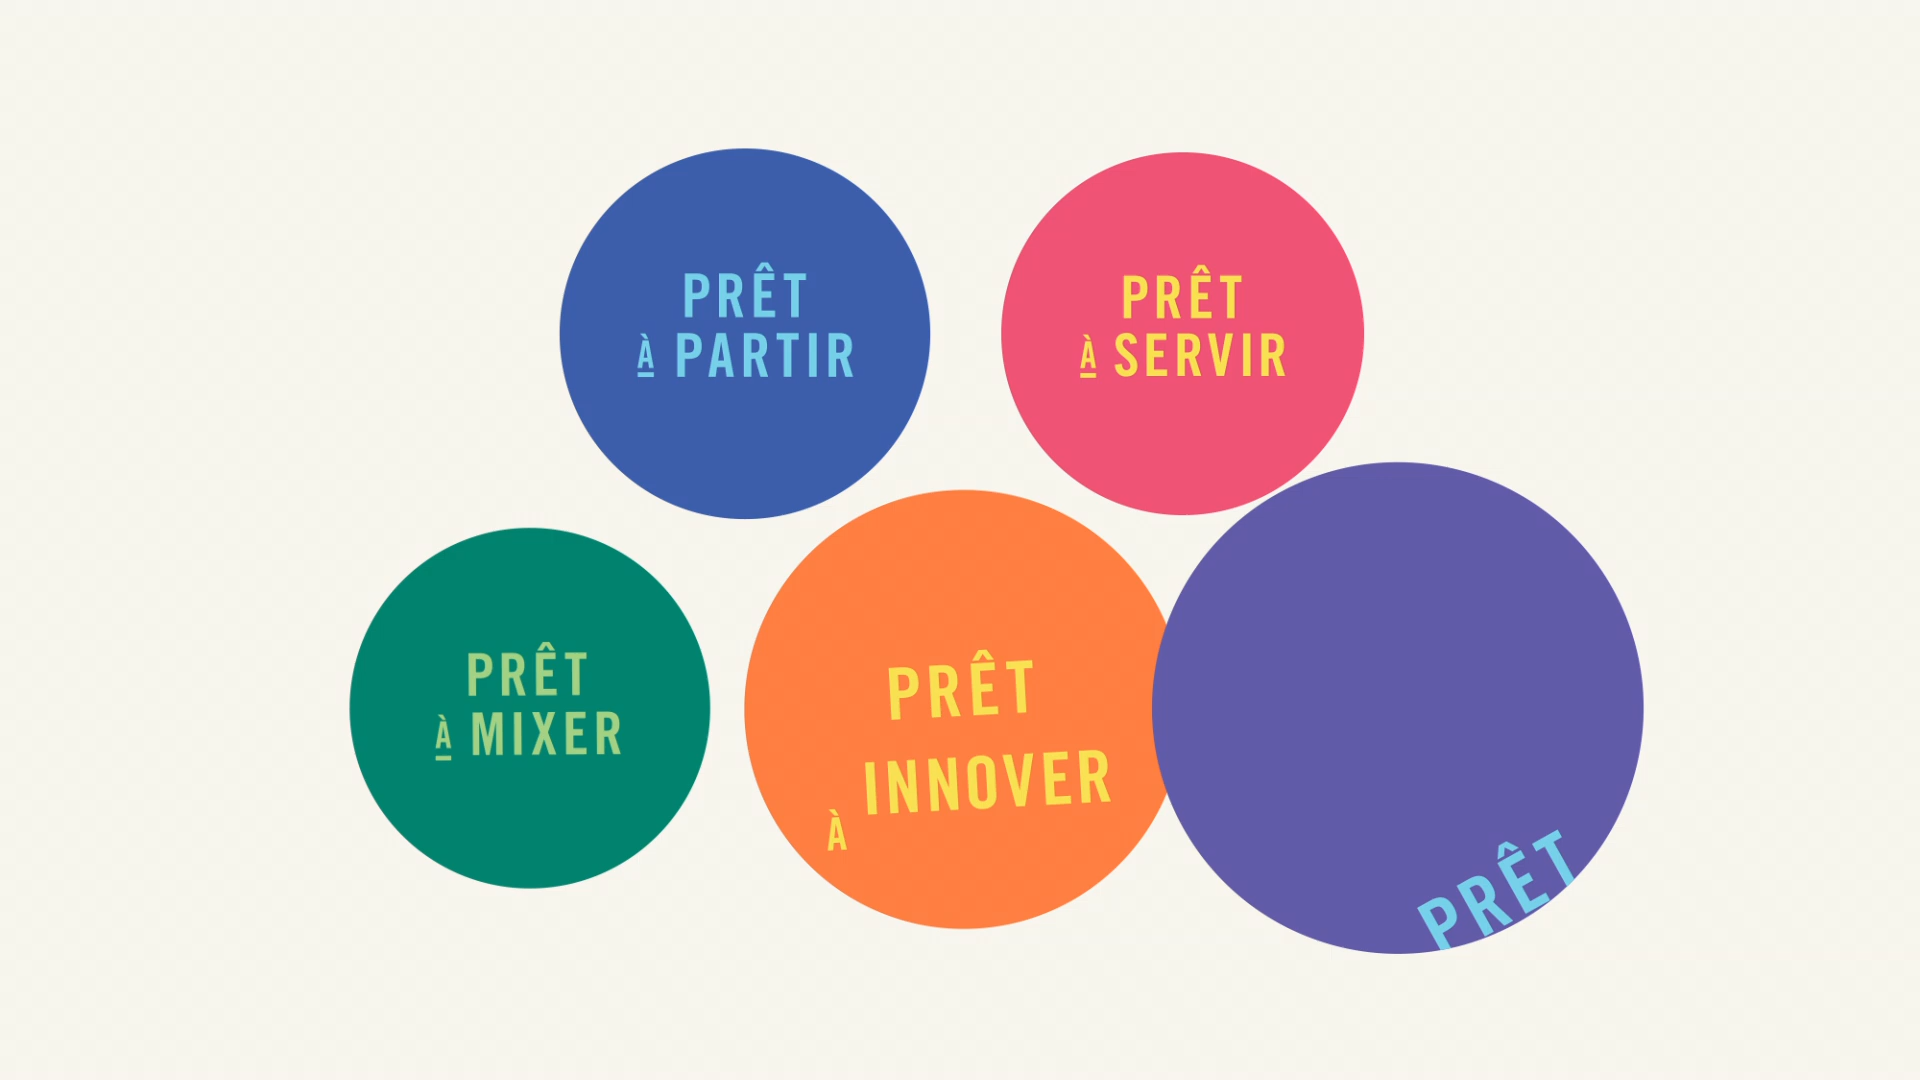 PRÊT
À PARTIR
PRÊT
À SERVIR
PRÊT
À MIXER
PRÊT
À INNOVER
PRÊT